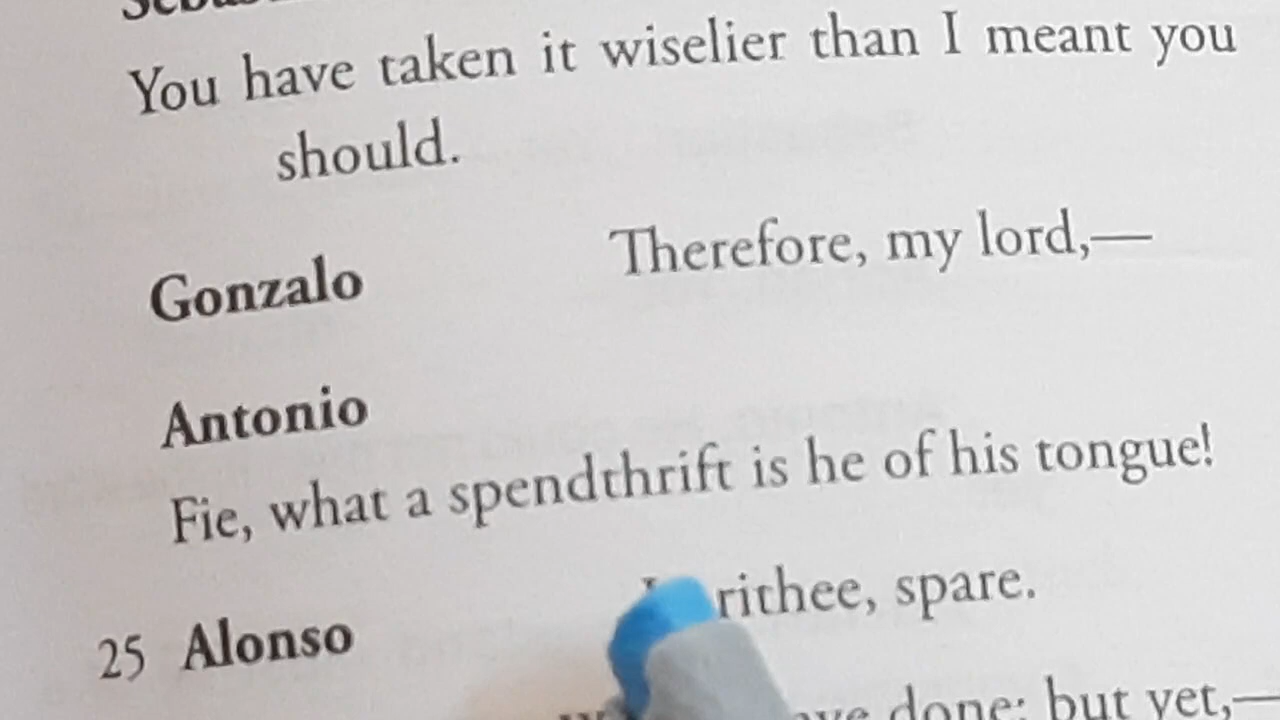 You have taken it wiselier than I meant you
should.
Gonzalo
Therefore, my lord,—
Antonio
Fie, what a spendthrift is he of his tongue!
25 Alonso
spare.
done: but yet,—